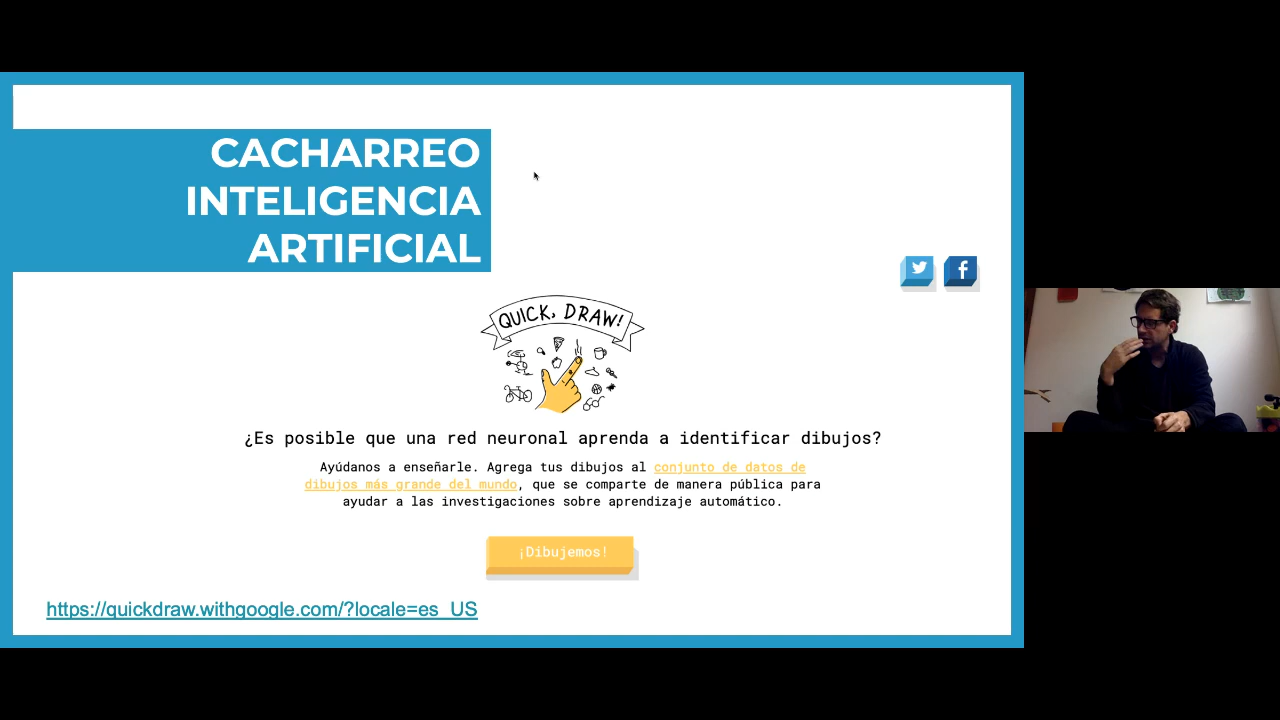 CACHARREO
INTELIGENCIA
ARTIFICIAL
QUICK, DRAW!
¿Es posible que una red neuronal aprenda a identificar dibujos?
Ayúdanos a enseñarle. Agrega tus dibujos al conjunto de datos de
dibujos más grande del mundo, que se comparte de manera pública para
ayudar a las investigaciones sobre aprendizaje automático.
¡Dibujemos!
https://quickdraw.withgoogle.com/?locale=es_US